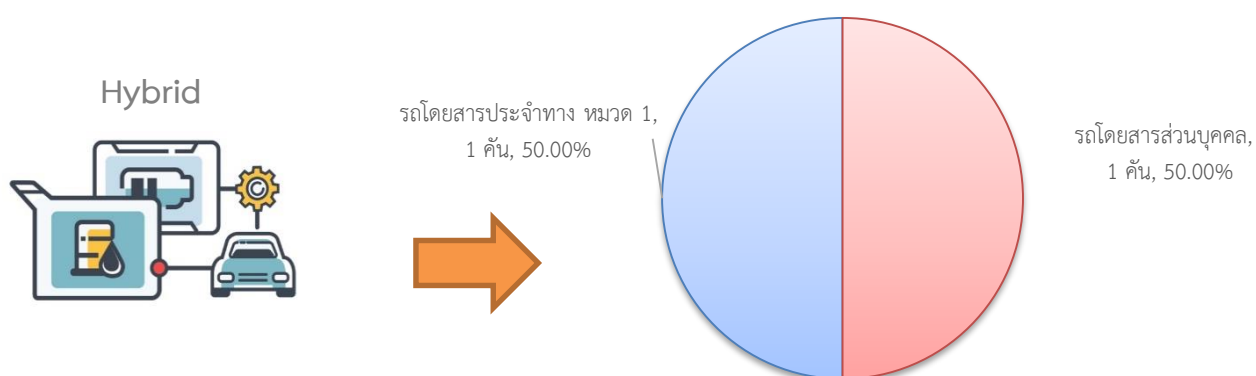 Hybrid
รถโดยสารประจำทาง หมวด 1,
1 คัน, 50.00%
รถโดยสารส่วนบุคคล,
1 คัน, 50.00%